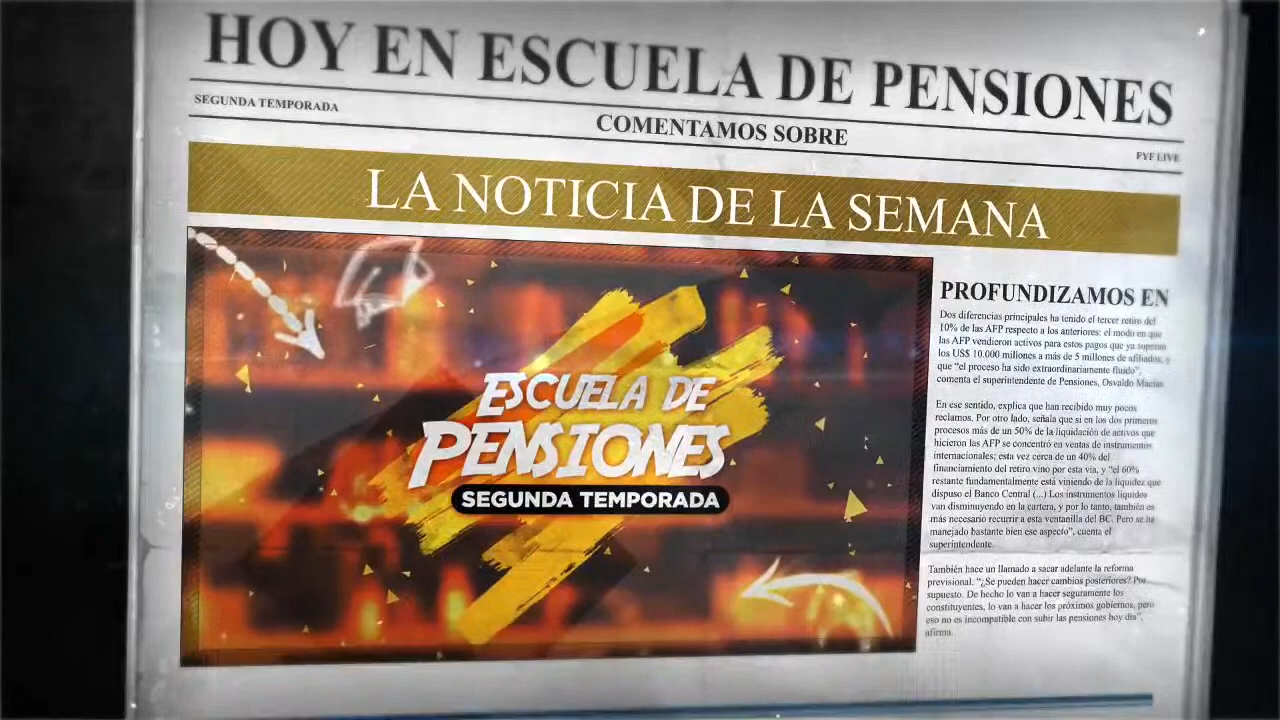 HOY EN ESCUELA DE PENSIONES
SEGUNDA TEMPORADA
COMENTAMOS SOBRE
FYF LIVE
LA NOTICIA DE LA SEMANA
ESCUELA DE
PENSIONES
SEGUNDA TEMPORADA
PROFUNDIZAMOS EN
Dos diferencias principales ha tenido el tercer retiro del
10% de las AFP respecto a los anteriores: el modo en que
las AFP vendieron activos para estos pagos que ya superan
los US$ 10.000 millones a más de 5 millones de afiliados, y
que “el proceso ha sido extraordinariamente fluido”,
comenta el superintendente de Pensiones, Osvaldo Macías
En ese sentido, explica que han recibido muy pocos
reclamos. Por otro lado, señala que si en los dos primeros
procesos más de un 50% de la liquidación de activos que
hicieron las AFP se concentró en ventas de instrumentos
internacionales; esta vez cerca de un 40% del
financiamiento del retiro vino por esta vía, y “el 60%
restante fundamentalmente está viniendo de la liquidez que
dispuso el Banco Central (...) Los instrumentos líquidos
van disminuyendo en la cartera, y por lo tanto, también es
más necesario recurrir a esta ventanilla del BC. Pero se ha
manejado bastante bien ese aspecto”, cuenta el
superintendente.
También hace un llamado a sacar adelante la reforma
previsional. “¿Se pueden hacer cambios posteriores? Por
supuesto. De hecho lo van a hacer seguramente los
constituyentes, lo van a hacer los próximos gobiernos, pero
eso no es incompatible con subir las pensiones hoy día”,
afirma.